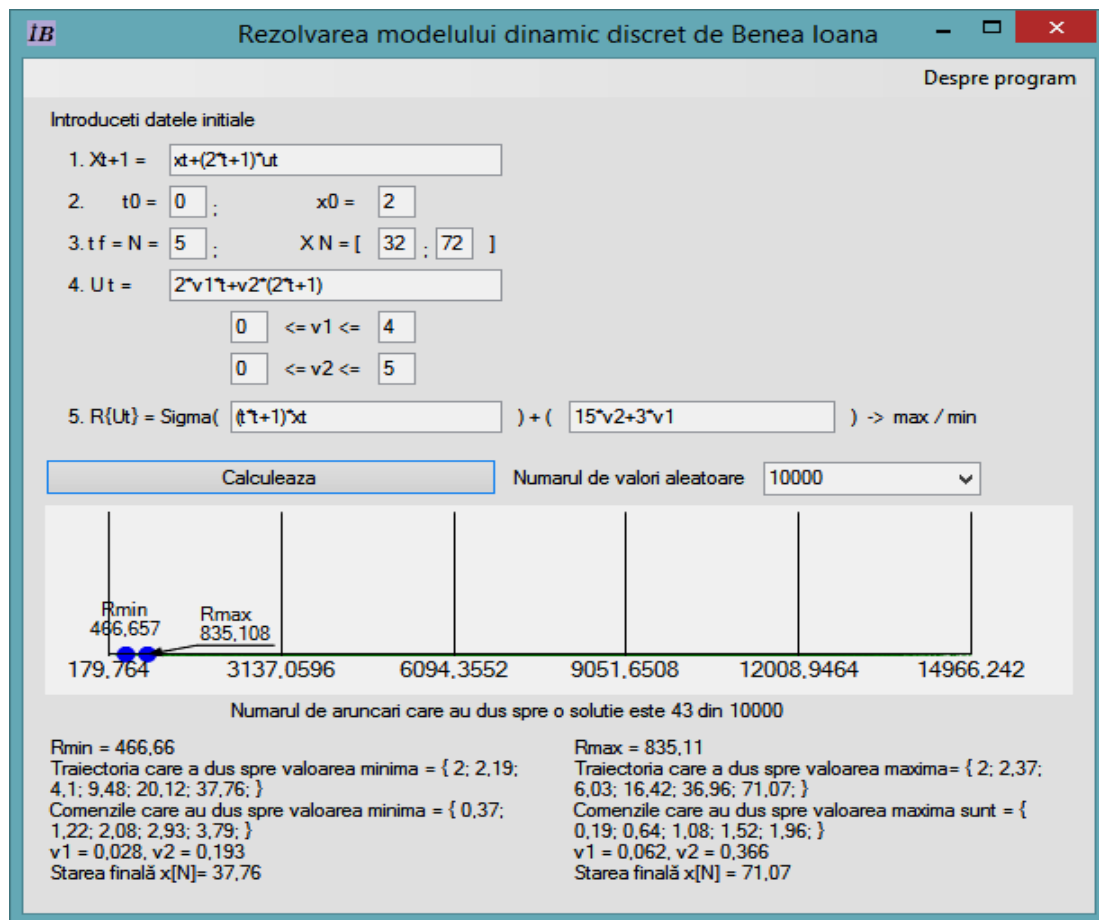 İB Rezolvarea modelului dinamic discret de Benea Ioana
Despre program
Introduceti datele initiale
1. Xt+1 = xt+(2*t+1)*ut
2. t0 = 0 ; x0 = 2
3. t f = N = 5 ; X N = [ 32 ; 72 ]
4. U t = 2*v1*t+v2*(2*t+1)
0 <= v1 <= 4
0 <= v2 <= 5
5. R{Ut} = Sigma( (t*t+1)*xt ) + ( 15*v2+3*v1 ) -> max / min
Calculeaza Numarul de valori aleatoare 10000
Rmin Rmax
466,657 835,108
179,764 3137,0596 6094,3552 9051,6508 12008,9464 14966,242
Numarul de aruncari care au dus spre o solutie este 43 din 10000
Rmin = 466,66
Traiectoria care a dus spre valoarea minima = { 2; 2,19;
4,1; 9,48; 20,12; 37,76; }
Comenzile care au dus spre valoarea minima = { 0,37;
1,22; 2,08; 2,93; 3,79; }
v1 = 0,028, v2 = 0,193
Starea finală x[N]= 37,76
Rmax = 835,11
Traiectoria care a dus spre valoarea maxima= { 2; 2,37;
6,03; 16,42; 36,96; 71,07; }
Comenzile care au dus spre valoarea maxima sunt = {
0,19; 0,64; 1,08; 1,52; 1,96; }
v1 = 0,062, v2 = 0,366
Starea finală x[N] = 71,07